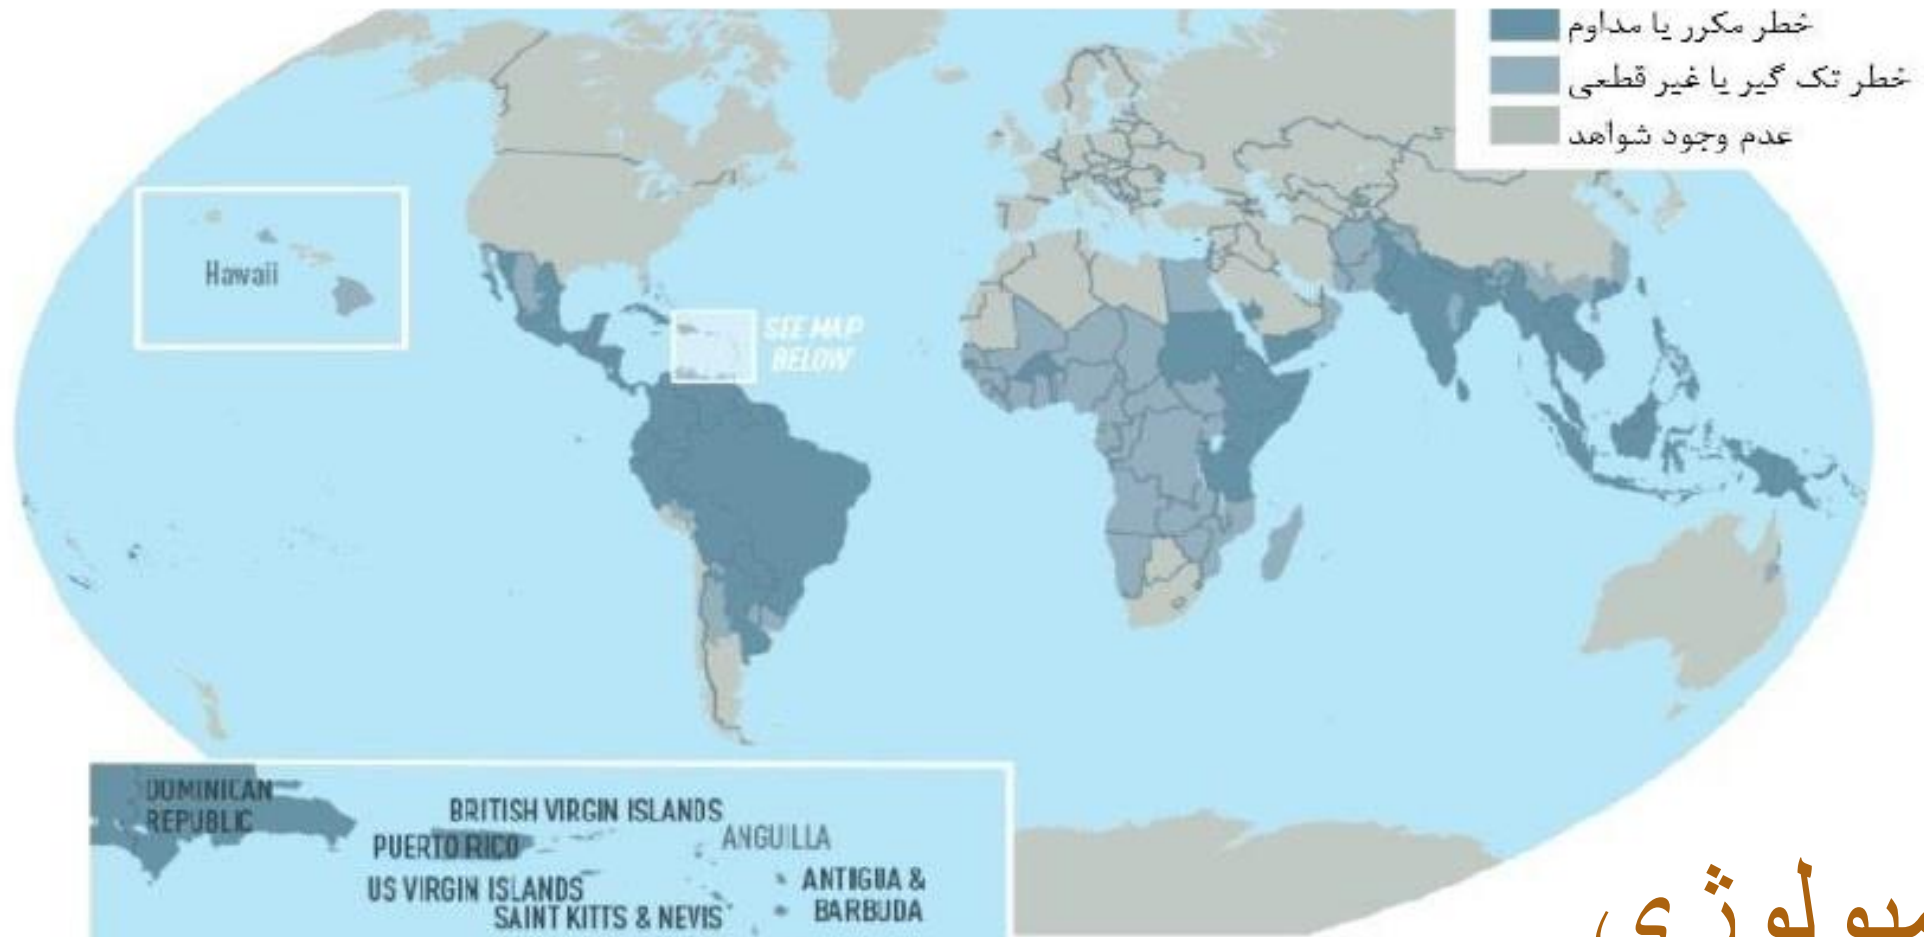 خطر مکرر یا مداوم
خطر تک گیر یا غیر قطعی
عدم وجود شواهد
Hawaii
SEE MAP
BELOW
DOMINICAN
REPUBLIC
BRITISH VIRGIN ISLANDS
PUERTO RICO
ANGUILLA
US VIRGIN ISLANDS
ANTIGUA &
BARBUDA
SAINT KITTS & NEVIS